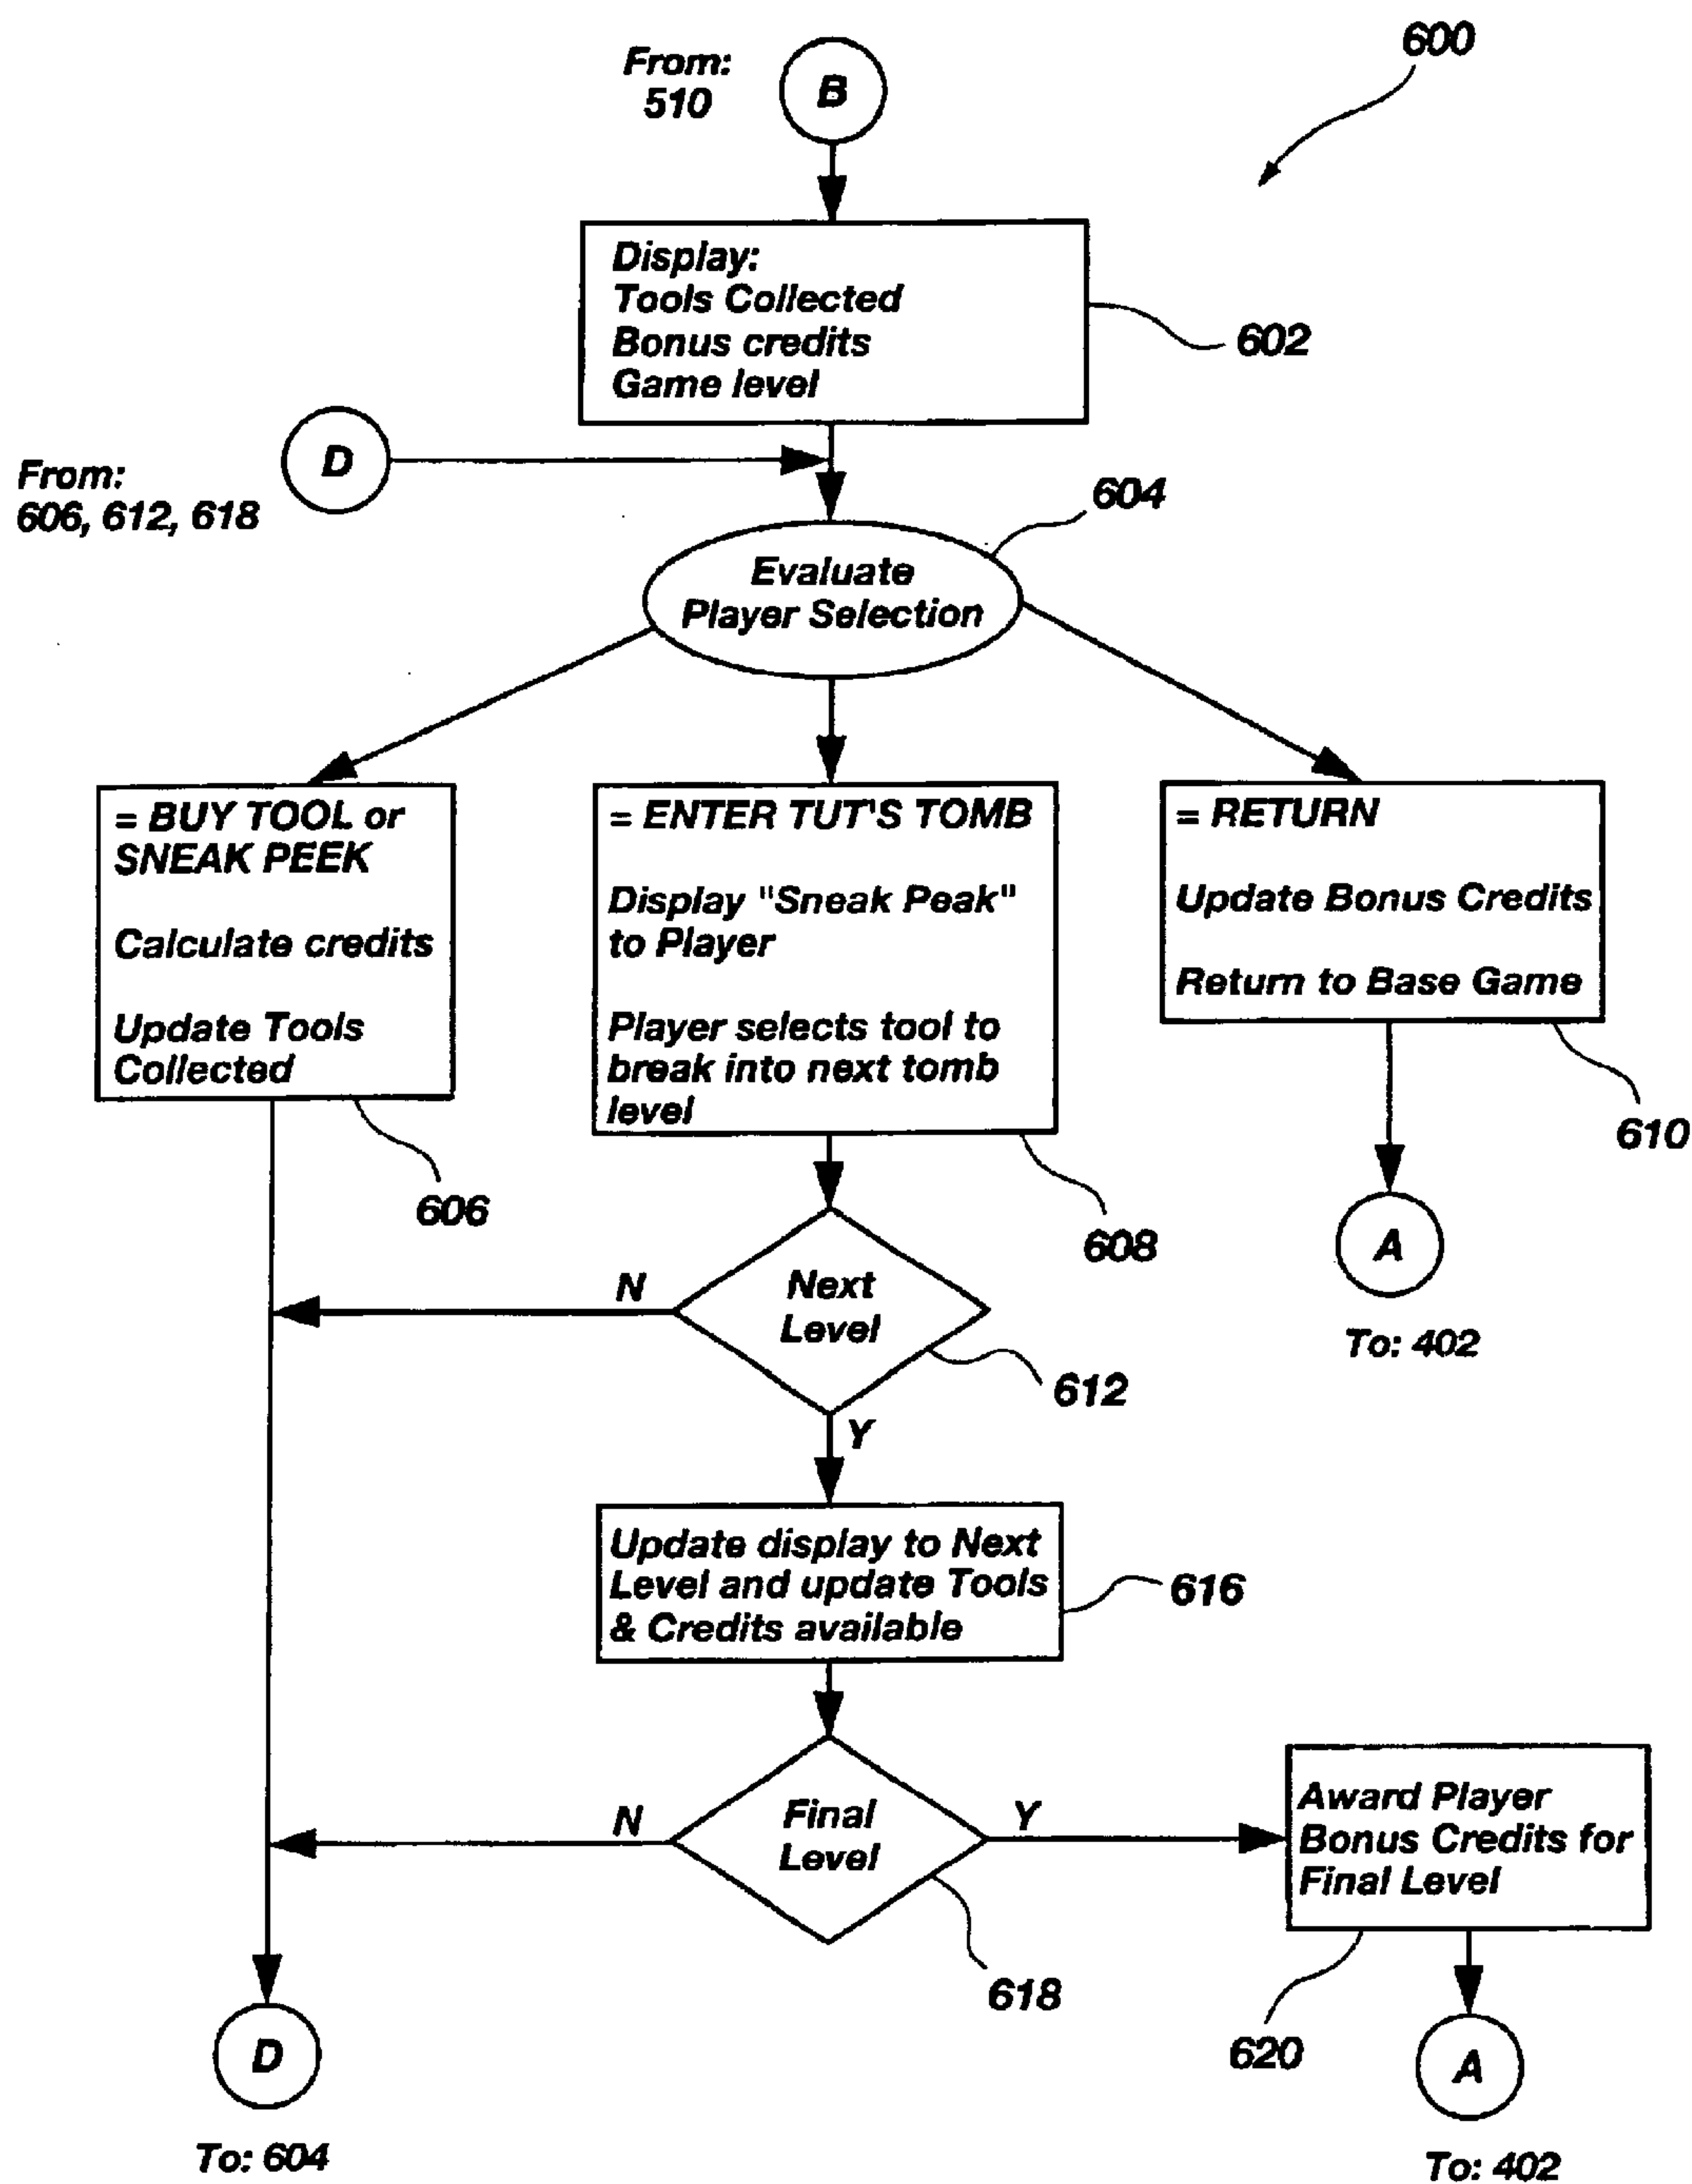 600
From:
510
B
Display:
Tools Collected
Bonus credits
Game level
602
D
From:
606, 612, 618
604
Evaluate
Player Selection
= BUY TOOL or
SNEAK PEEK
Calculate credits
Update Tools
Collected
606
= ENTER TUT'S TOMB
Display "Sneak Peak"
to Player
Player selects tool to
break into next tomb
level
608
= RETURN
Update Bonus Credits
Return to Base Game
610
A
To: 402
N
Next
Level
612
Y
Update display to Next
Level and update Tools
& Credits available
616
N
Final
Level
Y
618
Award Player
Bonus Credits for
Final Level
620
D
To: 604
A
To: 402